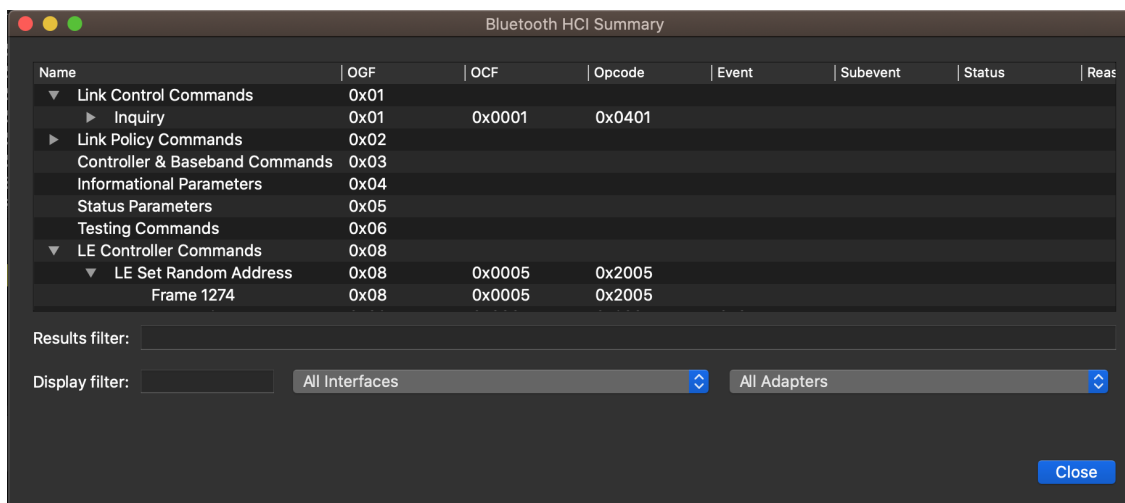 Bluetooth HCI Summary
Name OGF OCF Opcode Event Subevent Status Reas
Link Control Commands 0x01
Inquiry 0x01 0x0001 0x0401
Link Policy Commands 0x02
Controller & Baseband Commands 0x03
Informational Parameters 0x04
Status Parameters 0x05
Testing Commands 0x06
LE Controller Commands 0x08
LE Set Random Address 0x08 0x0005 0x2005
Frame 1274 0x08 0x0005 0x2005
Results filter:
Display filter: All Interfaces All Adapters
Close